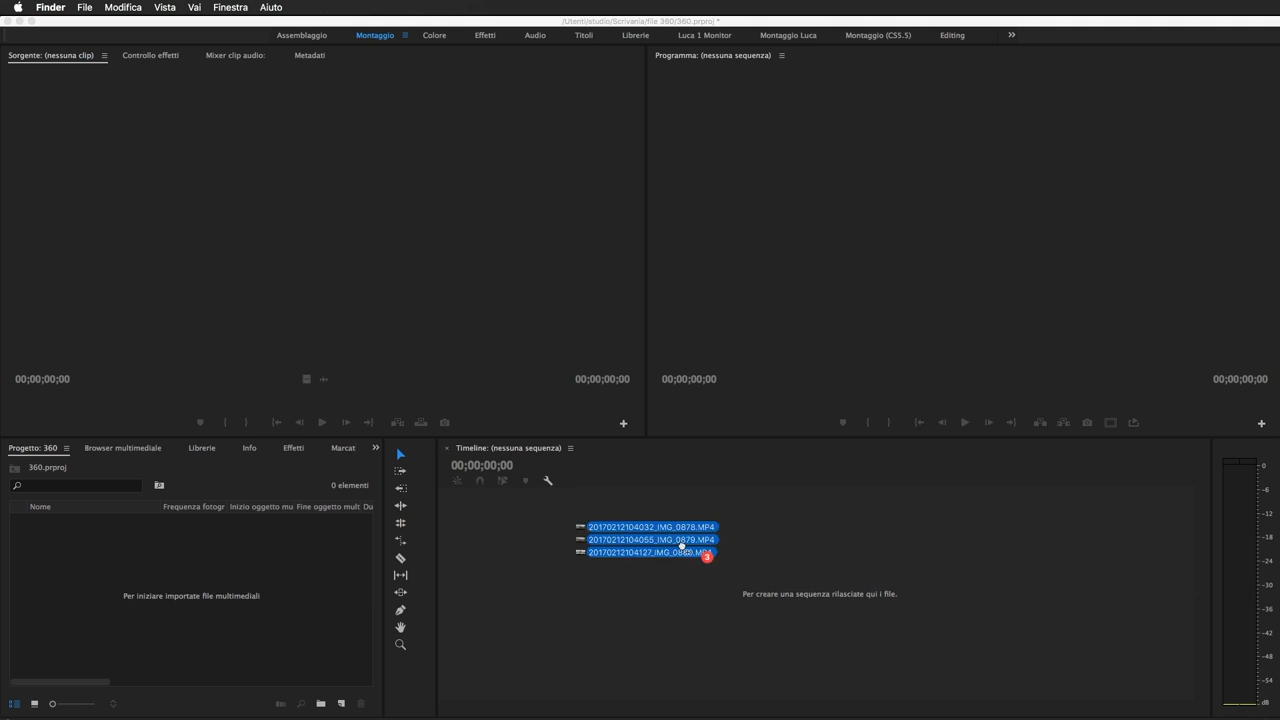 Finder File Modifica Vista Vai Finestra Aiuto
/Utenti/studio/Scrivania/file 360/360.prproj *
Assemblaggio Montaggio Colore Effetti Audio Titoli Librerie Luca 1 Monitor Montaggio Luca Montaggio (CS5.5) Editing
Sorgente: (nessuna clip) Controllo effetti Mixer clip audio: Metadati
Programma: (nessuna sequenza)
00;00;00;00 00;00;00;00 00;00;00;00 00;00;00;00
Progetto: 360 Browser multimediale Librerie Info Effetti Marcat
360.prproj
0 elementi
Nome Frequenza fotogr Inizio oggetto mu Fine oggetto mult Du
Per iniziare importate file multimediali
Timeline: (nessuna sequenza)
00;00;00;00
20170212104032_IMG_0878.MP4
20170212104055_IMG_0879.MP4
3
Per creare una sequenza rilasciate qui i file.
0
-6
-12
-18
-24
-30
-36
-42
-48
-54
dB